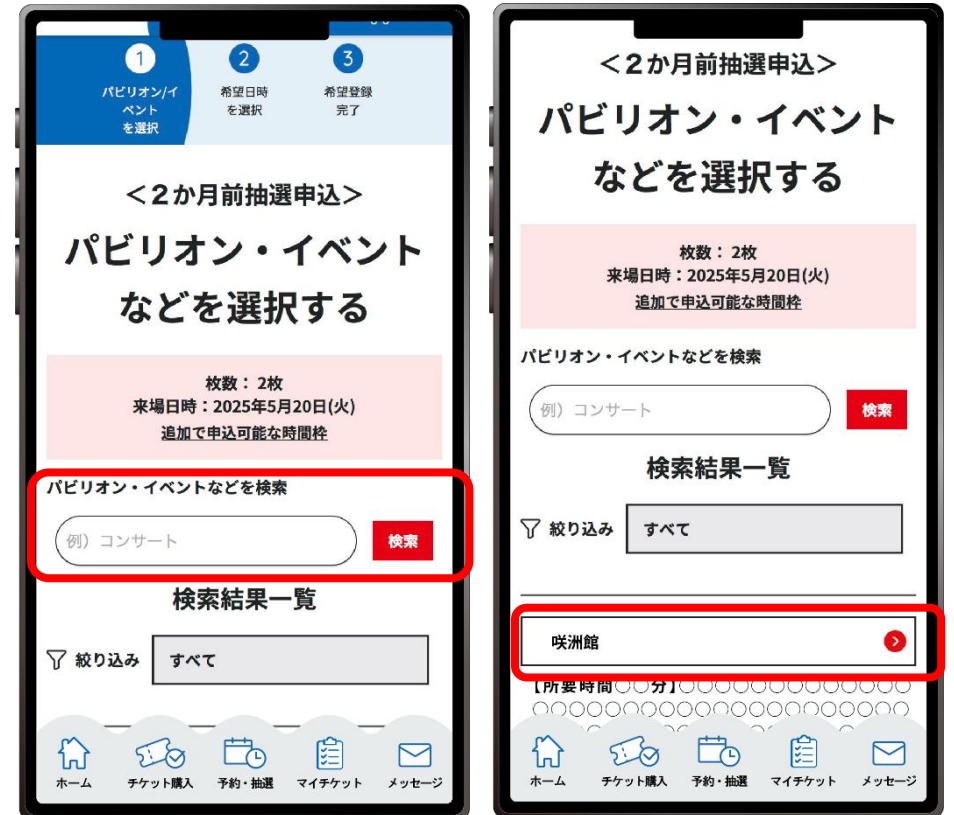 1
パビリオン/イ
ベント
を選択
2
希望日時
を選択
3
希望登録
完了
＜２か月前抽選申込＞
パビリオン・イベント
などを選択する
枚数： 2枚
来場日時：2025年5月20日(火)
追加で申込可能な時間枠
パビリオン・イベントなどを検索
例）コンサート
検索
検索結果一覧
絞り込み
すべて
ホーム
チケット購入
予約・抽選
マイチケット
メッセージ
＜２か月前抽選申込＞
パビリオン・イベント
などを選択する
枚数： 2枚
来場日時：2025年5月20日(火)
追加で申込可能な時間枠
パビリオン・イベントなどを検索
例）コンサート
検索
検索結果一覧
絞り込み
すべて
咲洲館
【所要時間○○分】○○○○○○○○○○○○○
○○○○○○○○○○○○○○○○○○○○○
ホーム
チケット購入
予約・抽選
マイチケット
メッセージ